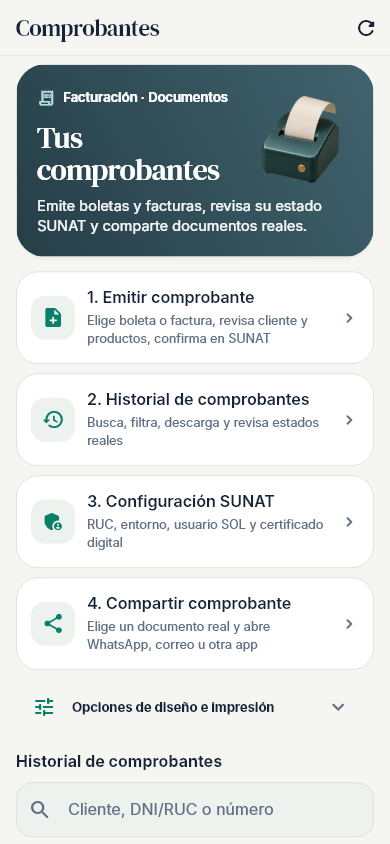 Comprobantes
Facturación · Documentos
Tus
comprobantes
Emite boletas y facturas, revisa su estado
SUNAT y comparte documentos reales.
1. Emitir comprobante
Elige boleta o factura, revisa cliente y
productos, confirma en SUNAT
2. Historial de comprobantes
Busca, filtra, descarga y revisa estados
reales
3. Configuración SUNAT
RUC, entorno, usuario SOL y certificado
digital
4. Compartir comprobante
Elige un documento real y abre
WhatsApp, correo u otra app
Opciones de diseño e impresión
Historial de comprobantes
Cliente, DNI/RUC o número